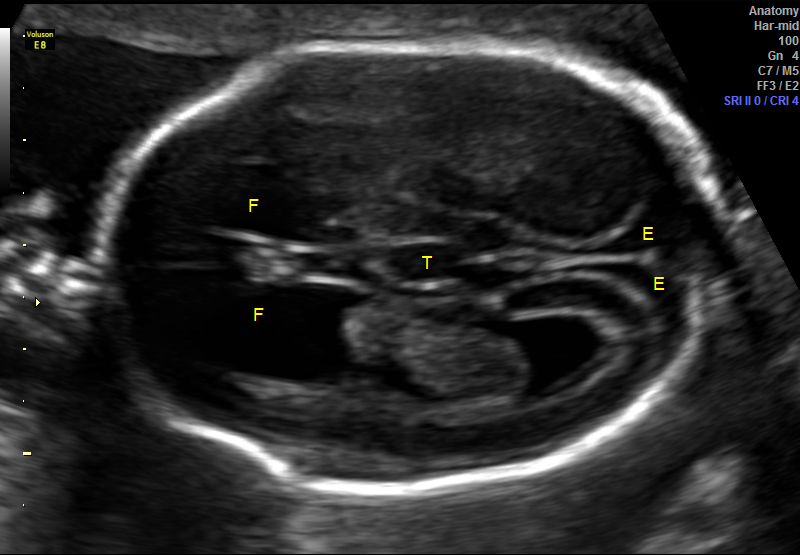 Voluson
E8
Anatomy
Har-mid
100
Gn 4
C7 / M5
FF3 / E2
SRI II 0 / CRI 4
F
E
T
E
F